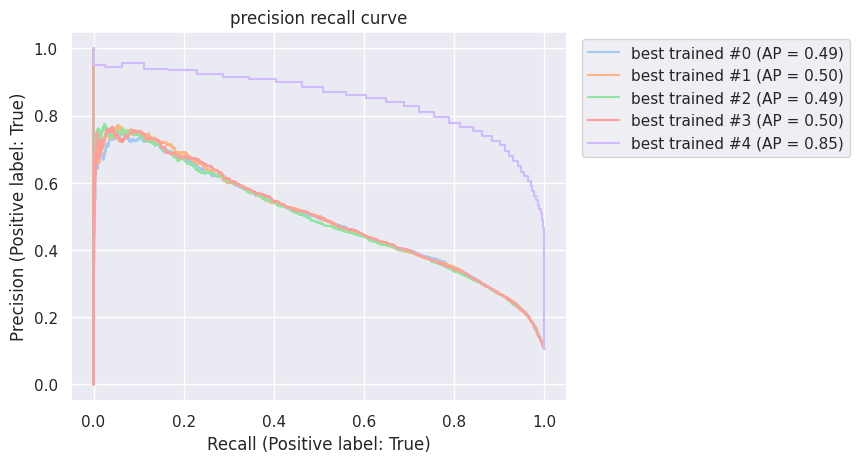 precision recall curve
1.0
0.8
0.6
0.4
0.2
0.0
Precision (Positive label: True)
0.0 0.2 0.4 0.6 0.8 1.0
Recall (Positive label: True)
best trained #0 (AP = 0.49)
best trained #1 (AP = 0.50)
best trained #2 (AP = 0.49)
best trained #3 (AP = 0.50)
best trained #4 (AP = 0.85)